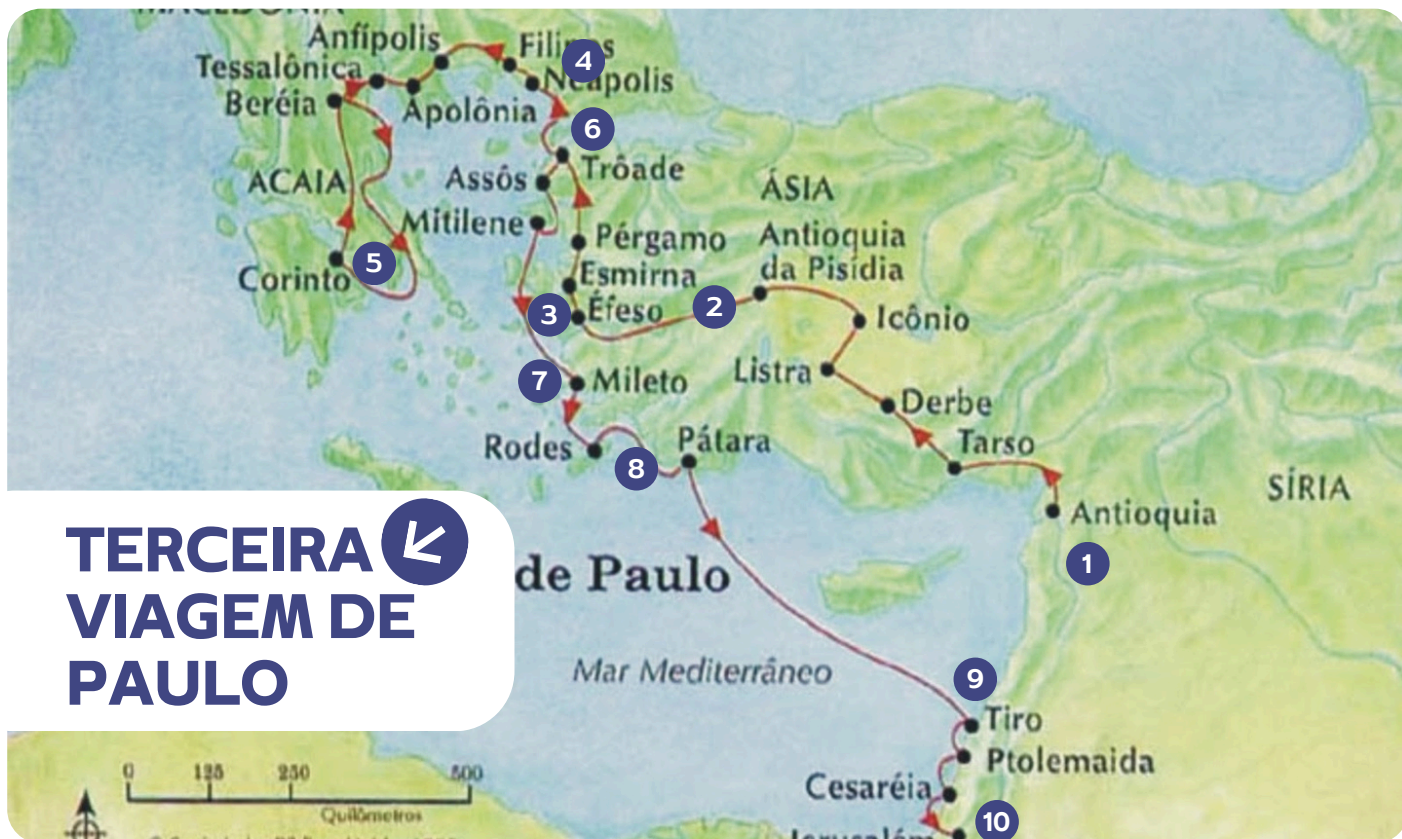 MACEDÔNIA
Anfípolis
Filipos
4
Tessalônica
Neápolis
Beréia
Apolônia
6
Trôade
ACAIA
Assôs
ÁSIA
Mitilene
Pérgamo
Antioquia
da Pisídia
5
Corinto
Esmirna
2
3
Éfeso
Icônio
7
Mileto
Listra
Derbe
Rodes
8
Pátara
Tarso
SÍRIA
Antioquia
1
TERCEIRA
VIAGEM DE
PAULO
de Paulo
Mar Mediterrâneo
9
Tiro
Ptolemaida
Cesaréia
10
Jerusalém
0 125 250 500
Quilômetros